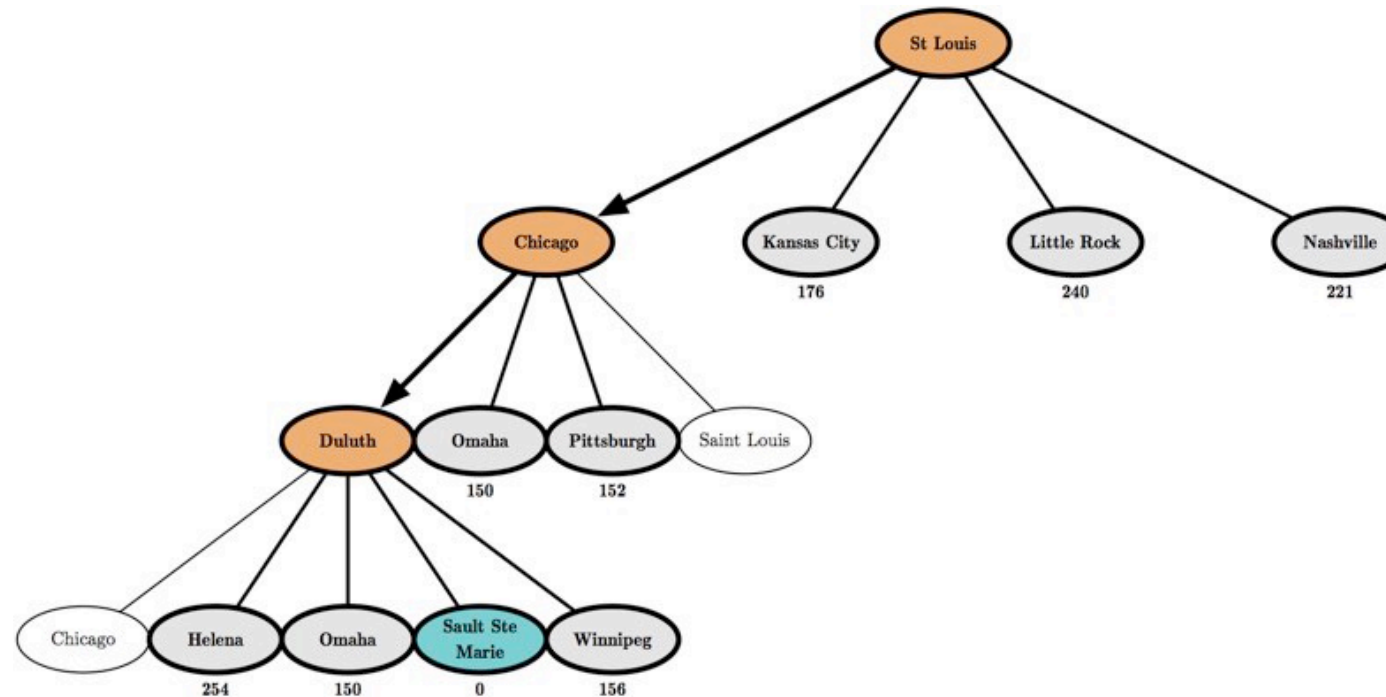 St Louis
Chicago
Kansas City
Little Rock
Nashville
176
240
221
Duluth
Omaha
Pittsburgh
Saint Louis
150
152
Chicago
Helena
Omaha
Sault Ste
Marie
Winnipeg
254
150
0
156